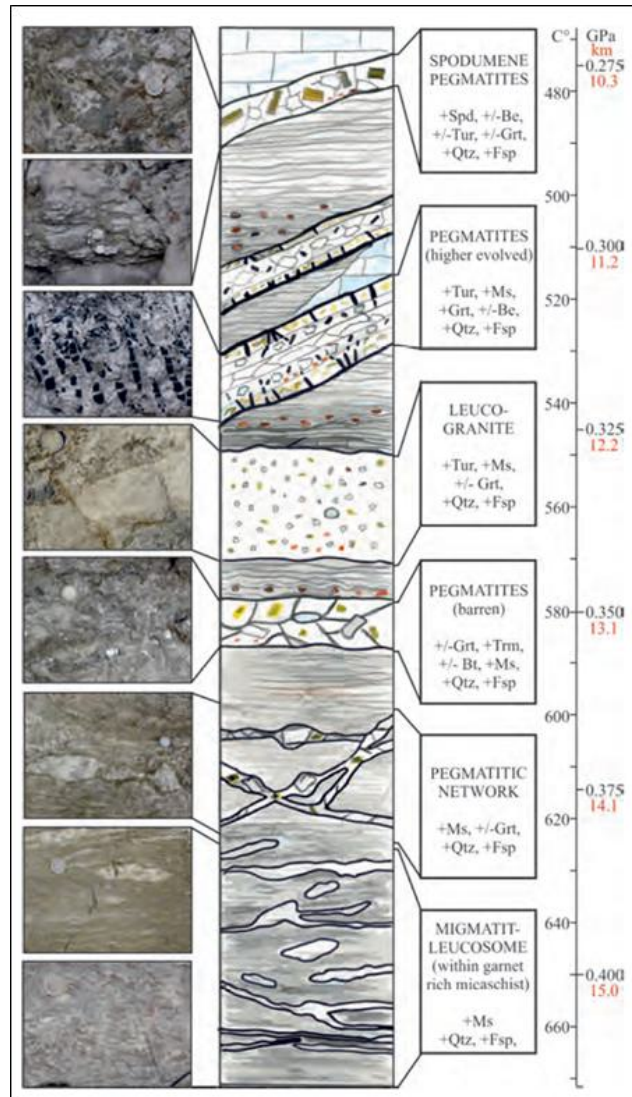 SPODUMENE
PEGMATITES
+Spd, +/-Be,
+/-Tur, +/-Grt,
+Qtz, +Fsp
PEGMATITES
(higher evolved)
+Tur, +Ms,
+Grt, +/-Be,
+Qtz, +Fsp
LEUCO-
GRANITE
+Tur, +Ms,
+/- Grt,
+Qtz, +Fsp
PEGMATITES
(barren)
+/-Grt, +Trm,
+/- Bt, +Ms,
+Qtz, +Fsp
PEGMATITIC
NETWORK
+Ms, +/-Grt,
+Qtz, +Fsp
MIGMATIT-
LEUCOSOME
(within garnet
rich micaschist)
+Ms
+Qtz, +Fsp,
C°
480
500
520
540
560
580
600
620
640
660
GPa
km
0.275
10.3
0.300
11.2
0.325
12.2
0.350
13.1
0.375
14.1
0.400
15.0